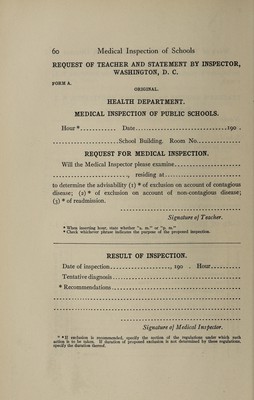 60 Medical Inspection of Schools
REQUEST OF TEACHER AND STATEMENT BY INSPECTOR,
WASHINGTON, D. C.
FORM A.
ORIGINAL.
HEALTH DEPARTMENT.
MEDICAL INSPECTION OF PUBLIC SCHOOLS.
Hour *........... Date..............................190 .
..................School Building. Room No..............
REQUEST FOR MEDICAL INSPECTION.
Will the Medical Inspector please examine......................
......................, residing at.........................
to determine the advisability (1) * of exclusion on account of contagious
disease; (2) * of exclusion on account of non-contagious disease;
(3) * of readmission.
........................................
Signature of Teacher.
* When inserting hour, state whether "a. m." or "p. m."
* Check whichever phrase indicates the purpose of the proposed inspection.
RESULT OF INSPECTION.
Date of inspection...................., 190 . Hour..........
Tentative diagnosis..........................................
* Recommendations..........................................
............................................................
............................................................
........................................
Signature of Medical Inspector.
" * If exclusion is recommended, specify the section of the regulations under which such
action is to be taken. If duration of proposed exclusion is not determined by these regulations,
specify the duration desired."